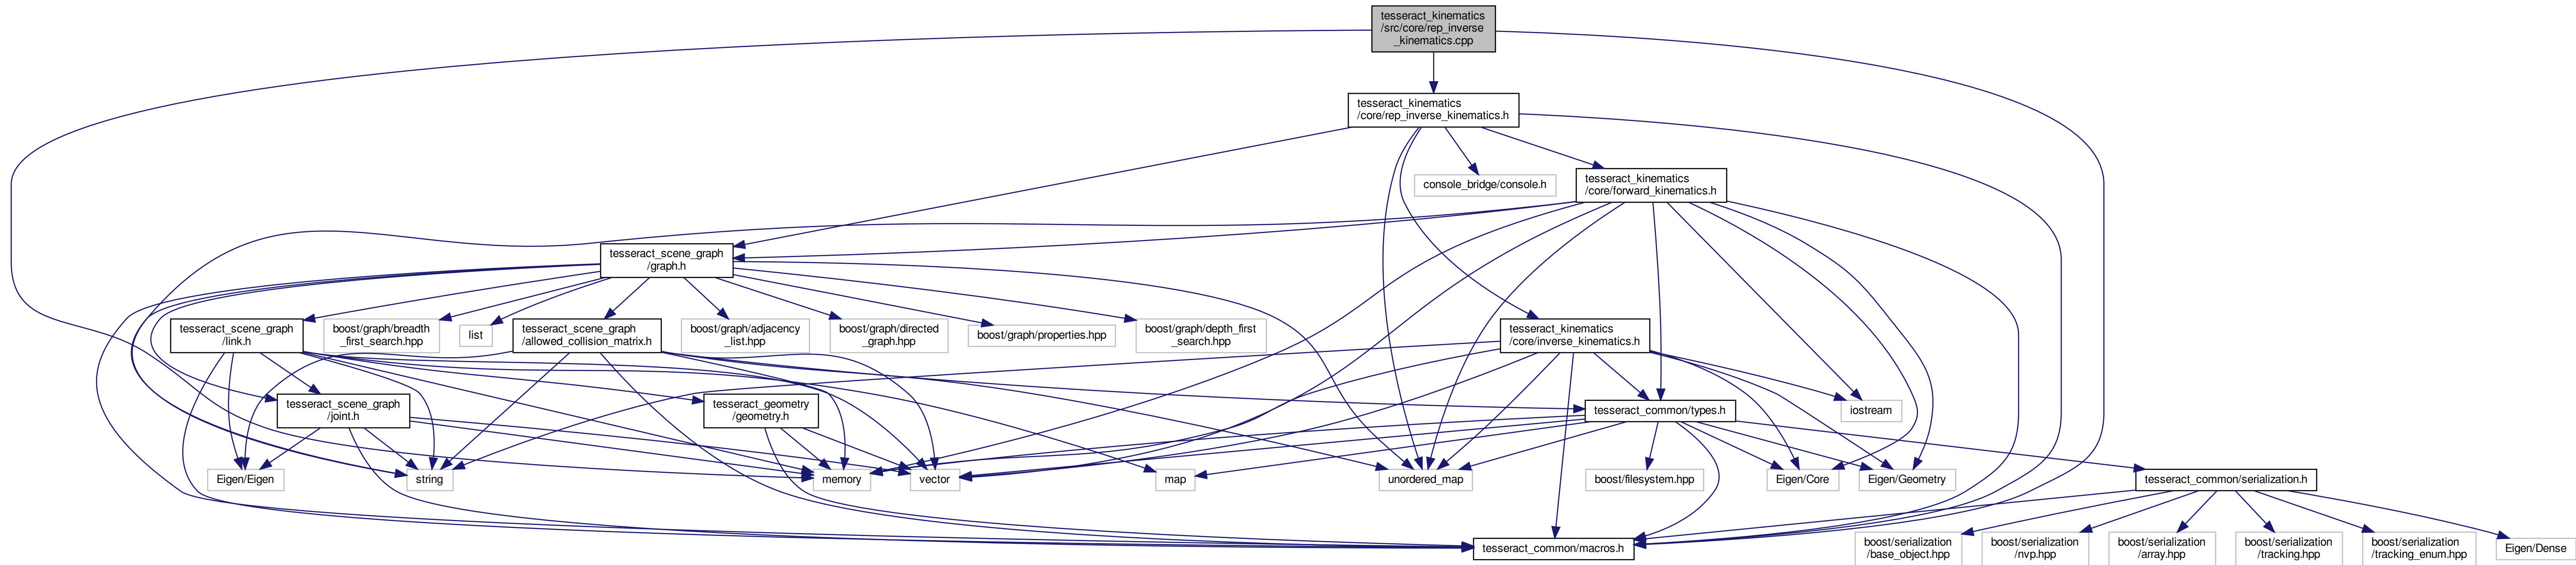 tesseract_kinematics
/src/core/rep_inverse
_kinematics.cpp
tesseract_kinematics
/core/rep_inverse_kinematics.h
console_bridge/console.h
tesseract_kinematics
/core/forward_kinematics.h
tesseract_scene_graph
/graph.h
tesseract_scene_graph
/link.h
boost/graph/breadth
_first_search.hpp
list
tesseract_scene_graph
/allowed_collision_matrix.h
boost/graph/adjacency
_list.hpp
boost/graph/directed
_graph.hpp
boost/graph/properties.hpp
boost/graph/depth_first
_search.hpp
tesseract_kinematics
/core/inverse_kinematics.h
tesseract_scene_graph
/joint.h
tesseract_geometry
/geometry.h
tesseract_common/types.h
iostream
Eigen/Eigen
string
memory
vector
map
unordered_map
boost/filesystem.hpp
Eigen/Core
Eigen/Geometry
tesseract_common/serialization.h
tesseract_common/macros.h
boost/serialization
/base_object.hpp
boost/serialization
/nvp.hpp
boost/serialization
/array.hpp
boost/serialization
/tracking.hpp
boost/serialization
/tracking_enum.hpp
Eigen/Dense